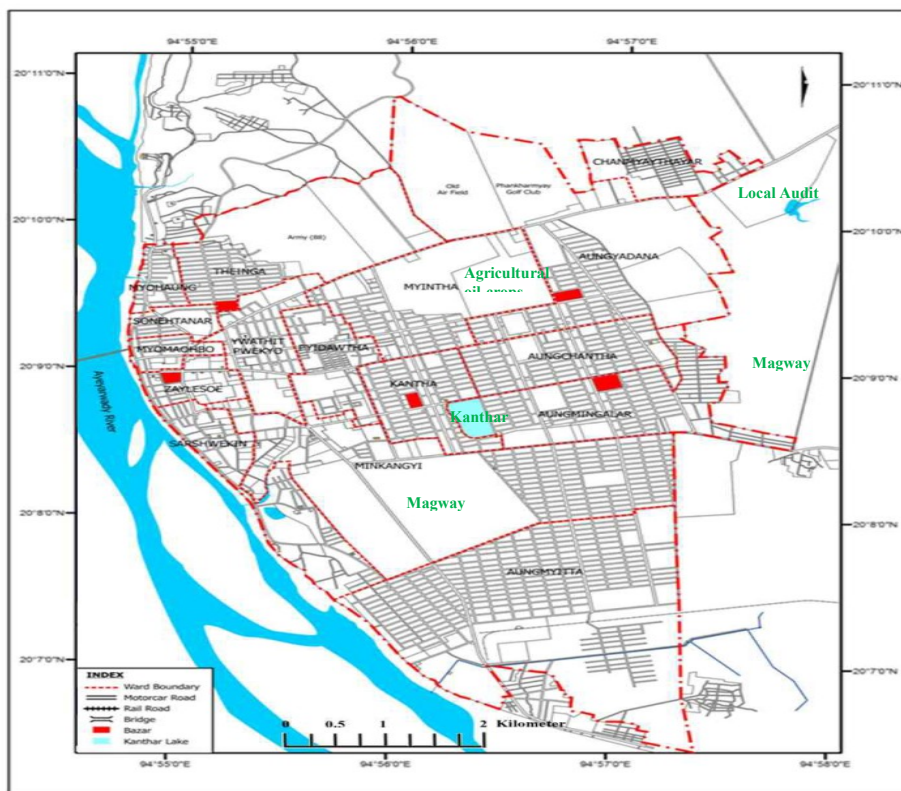 94°55'0"E 94°56'0"E 94°57'0"E
20°11'0"N 20°11'0"N
CHANMYAYTHAYAR
Old
Air Field
Phankharmyay
Golf Club
Local Audit
20°10'0"N 20°10'0"N
Army (88)
THEINGA
AUNGYADANA
MYOHAUNG
MYINTHA
Agricultural
oil crops
SONEHTANAR
MYOMAGHBO
YWATHIT
PWEKYO
PYIDAWTHA
AUNGCHANTHA
20°9'0"N 20°9'0"N
Magway
ZAYLESOE
KANTHA
Kanthar
AUNGMINGALAR
Ayeyarwady River
SARSHWEKIN
MINKANGYI
Magway
20°8'0"N 20°8'0"N
AUNGMYITTA
20°7'0"N 20°7'0"N
INDEX
Ward Boundary
Motorcar Road
Rail Road
Bridge
Bazar
Kanthar Lake
0 0.5 1 2 Kilometer
94°55'0"E 94°56'0"E 94°57'0"E 94°58'0"E